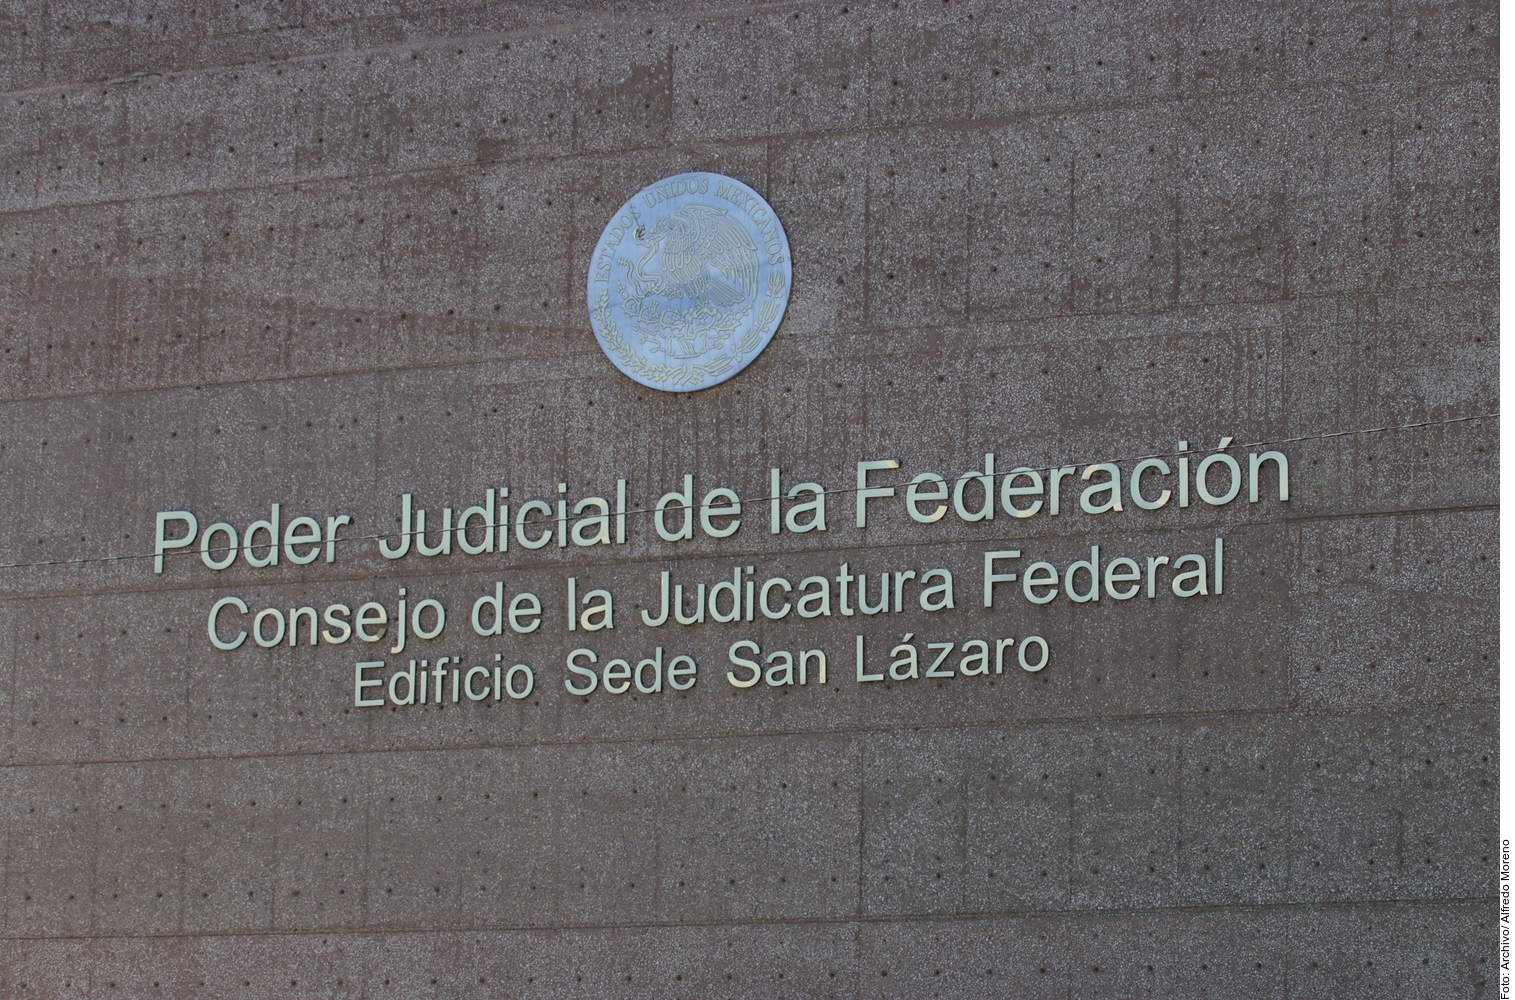 ESTADOS UNIDOS MEXICANOS
Poder Judicial de la Federación
Consejo de la Judicatura Federal
Edificio Sede San Lázaro
Foto: Archivo/ Alfredo Moreno